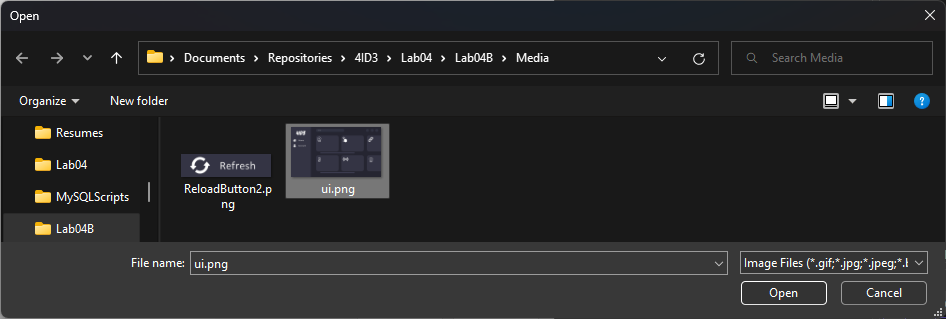 Open
Documents > Repositories > 4ID3 > Lab04 > Lab04B > Media
Search Media
Organize
New folder
?
Resumes
Lab04
MySQLScripts
Lab04B
Refresh
ReloadButton2.p
ng
ui.png
File name:
ui.png
Image Files (*.gif;*.jpg;*.jpeg;*.
Open
Cancel